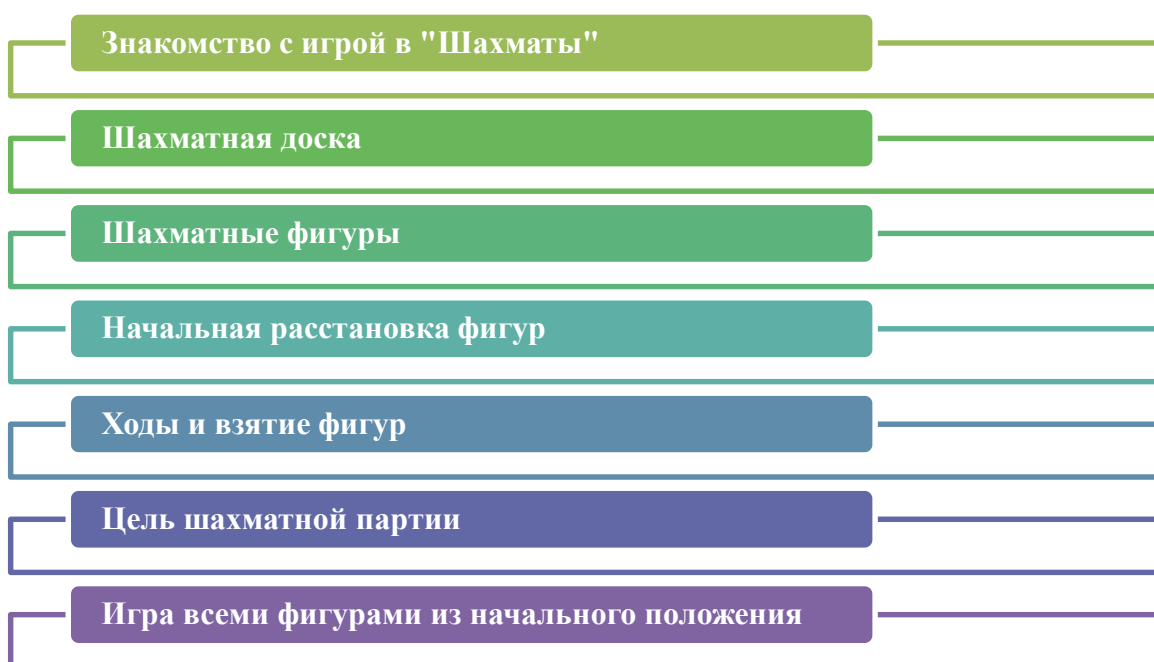 Знакомство с игрой в "Шахматы"
Шахматная доска
Шахматные фигуры
Начальная расстановка фигур
Ходы и взятие фигур
Цель шахматной партии
Игра всеми фигурами из начального положения